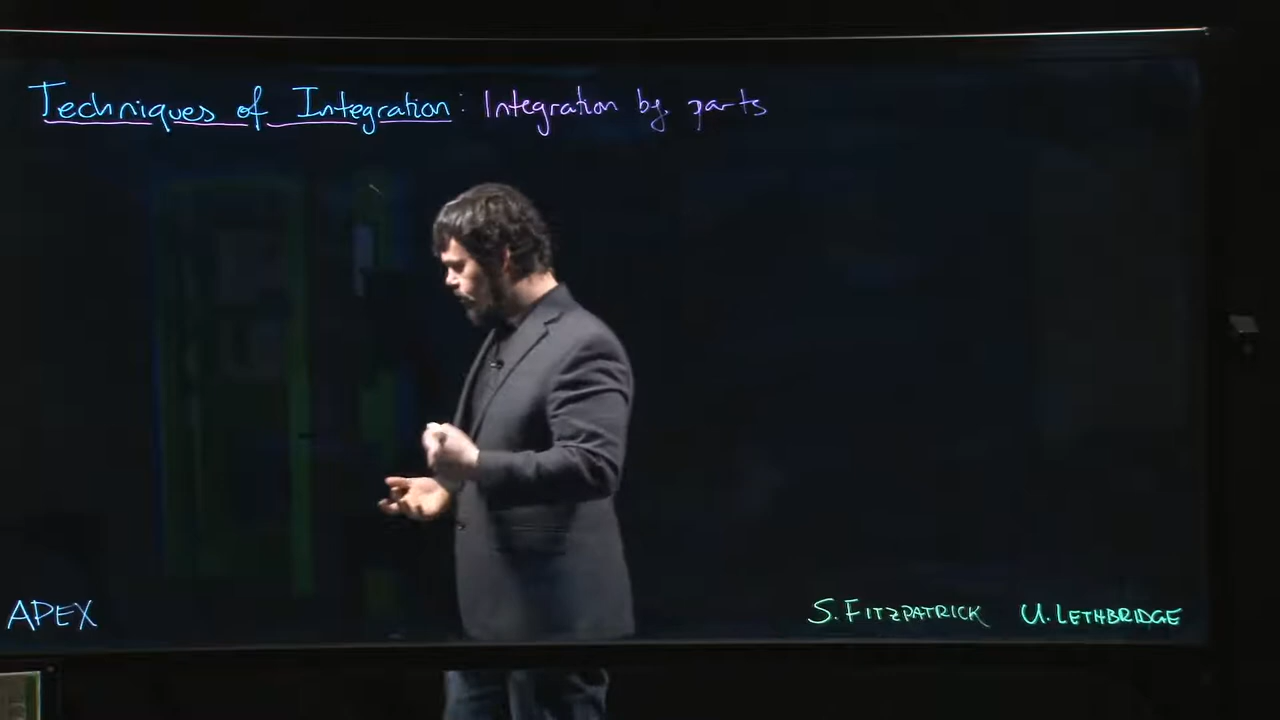 Techniques of Integration: Integration by parts
APEX
S. FITZPATRICK U. LETHBRIDGE